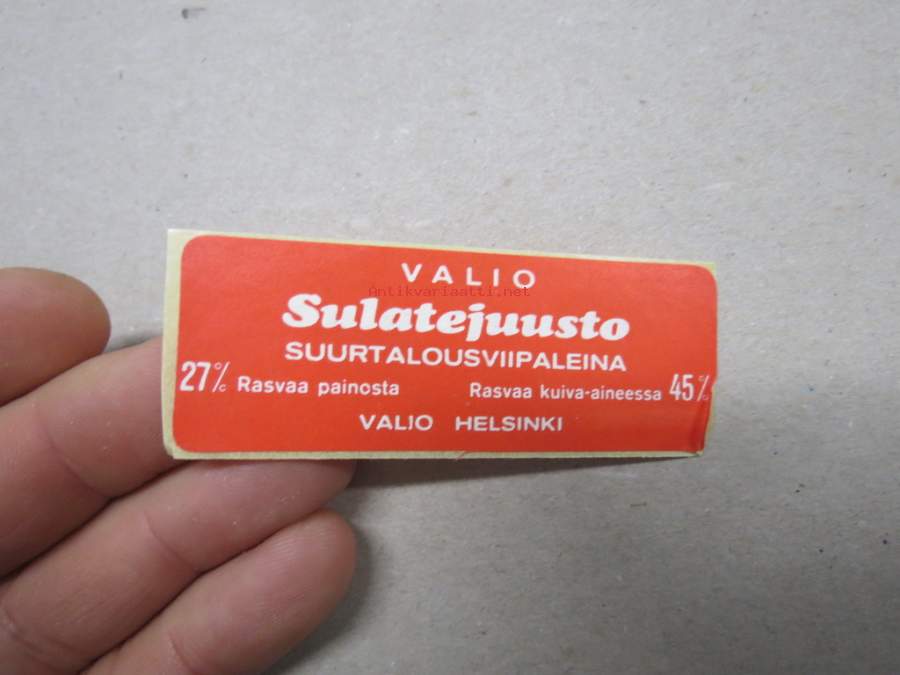 VALIO
Antikvariaatti.net
Sulatejuusto
SUURTALOUSVIIPALEINA
27% Rasvaa painosta Rasvaa kuiva-aineessa 45%
VALIO HELSINKI